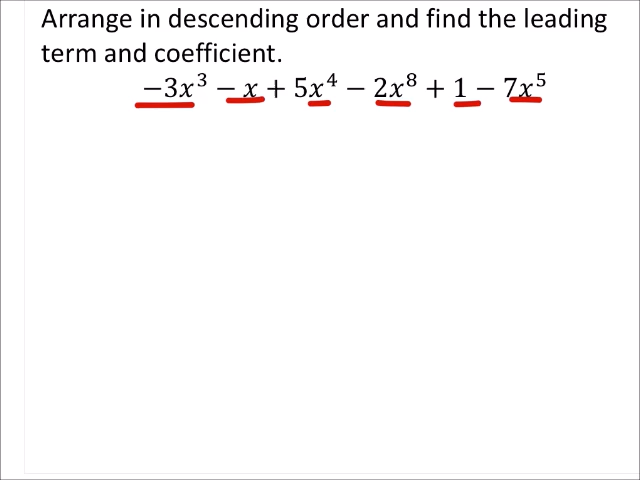 Arrange in descending order and find the leading
term and coefficient.
−3x³ − x + 5x⁴ − 2x⁸ + 1 − 7x⁵